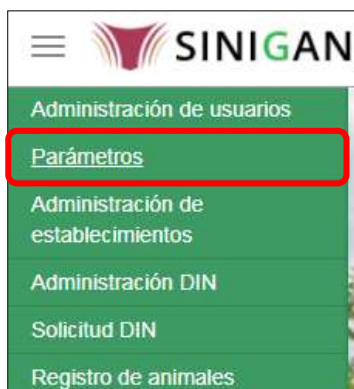 SINIGAN
Administración de usuarios
Parámetros
Administración de
establecimientos
Administración DIN
Solicitud DIN
Registro de animales